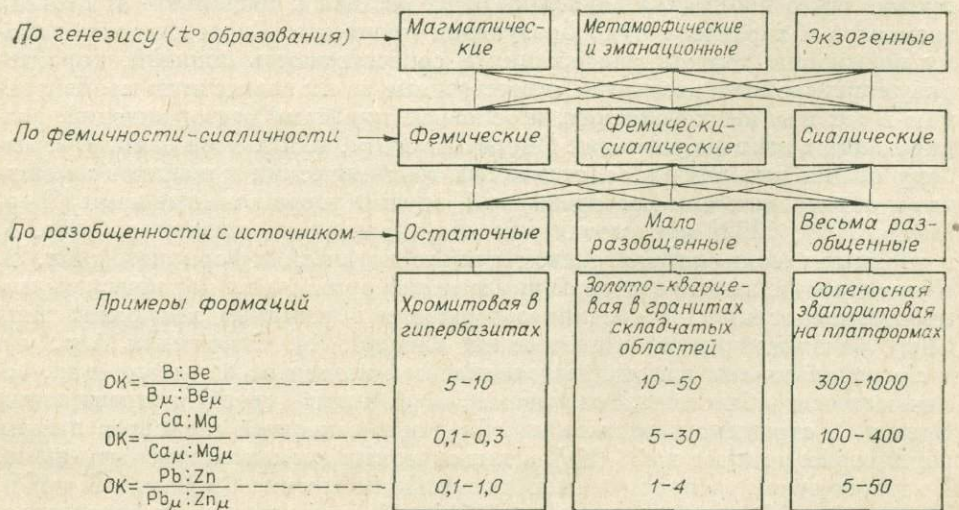 По генезису (t° образования)
Магматичес-
кие
Метаморфические
и эманационные
Экзогенные
По фемичности-сиаличности
Фемические
Фемически-
сиалические
Сиалические
По разобщенности с источником
Остаточные
Мало
разобщенные
Весьма раз-
общенные
Примеры формаций
Хромитовая в
гипербазитах
Золото-кварце-
вая в гранитах
складчатых
областей
Соленосная
эвапоритовая
на платформах
ОК= B:Be
Bμ:Beμ
5-10
10-50
300-1000
ОК= Ca:Mg
Caμ:Mgμ
0,1-0,3
5-30
100-400
ОК= Pb:Zn
Pbμ:Znμ
0,1-1,0
1-4
5-50